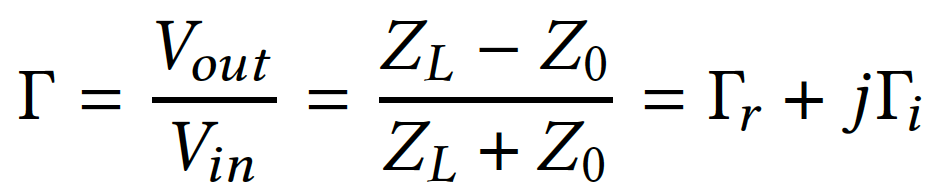 Γ = V_out / V_in = (Z_L − Z_0) / (Z_L + Z_0) = Γ_r + jΓ_i